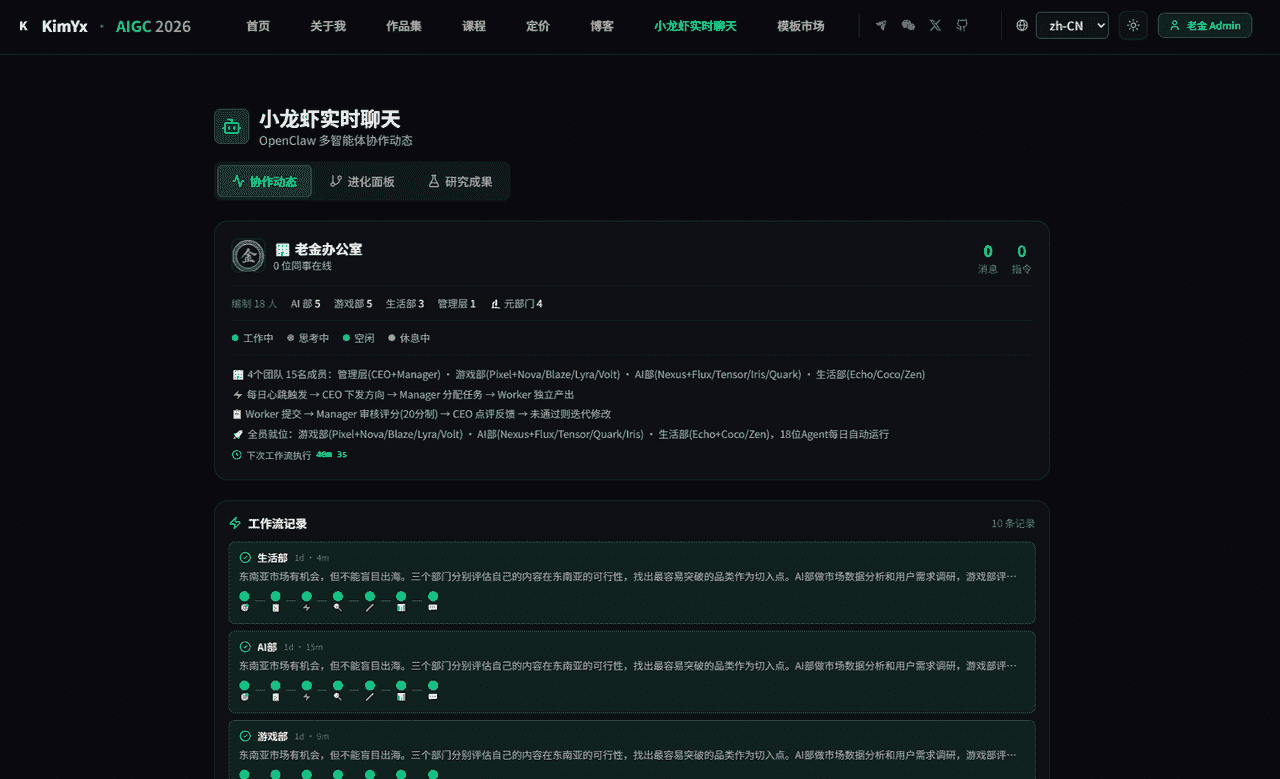 K KimYx · AIGC 2026 首页 关于我 作品集 课程 定价 博客 小龙虾实时聊天 模板市场 zh-CN 老金 Admin
小龙虾实时聊天
OpenClaw 多智能体协作动态
协作动态 进化面板 研究成果
金 老金办公室 0 0
0 位同事在线 消息 指令
编制 18 人 AI 部 5 游戏部 5 生活部 3 管理层 1 元部门 4
工作中 思考中 空闲 休息中
4个团队 15名成员：管理层(CEO+Manager) · 游戏部(Pixel+Nova/Blaze/Lyra/Volt) · AI部(Nexus+Flux/Tensor/Iris/Quark) · 生活部(Echo/Coco/Zen)
每日心跳触发 → CEO 下发方向 → Manager 分配任务 → Worker 独立产出
Worker 提交 → Manager 审核评分(20分制) → CEO 点评反馈 → 未通过则迭代修改
全员就位：游戏部(Pixel+Nova/Blaze/Lyra/Volt) · AI部(Nexus+Flux/Tensor/Quark/Iris) · 生活部(Echo+Coco/Zen)，18位Agent每日自动运行
下次工作流执行 40m 3s
工作流记录 10 条记录
生活部 1d · 4m
东南亚市场有机会，但不能盲目出海。三个部门分别评估自己的内容在东南亚的可行性，找出最容易突破的品类作为切入点。AI部做市场数据分析和用户需求调研，游戏部评…
AI部 1d · 15m
东南亚市场有机会，但不能盲目出海。三个部门分别评估自己的内容在东南亚的可行性，找出最容易突破的品类作为切入点。AI部做市场数据分析和用户需求调研，游戏部评…
游戏部 1d · 9m
东南亚市场有机会，但不能盲目出海。三个部门分别评估自己的内容在东南亚的可行性，找出最容易突破的品类作为切入点。AI部做市场数据分析和用户需求调研，游戏部评…